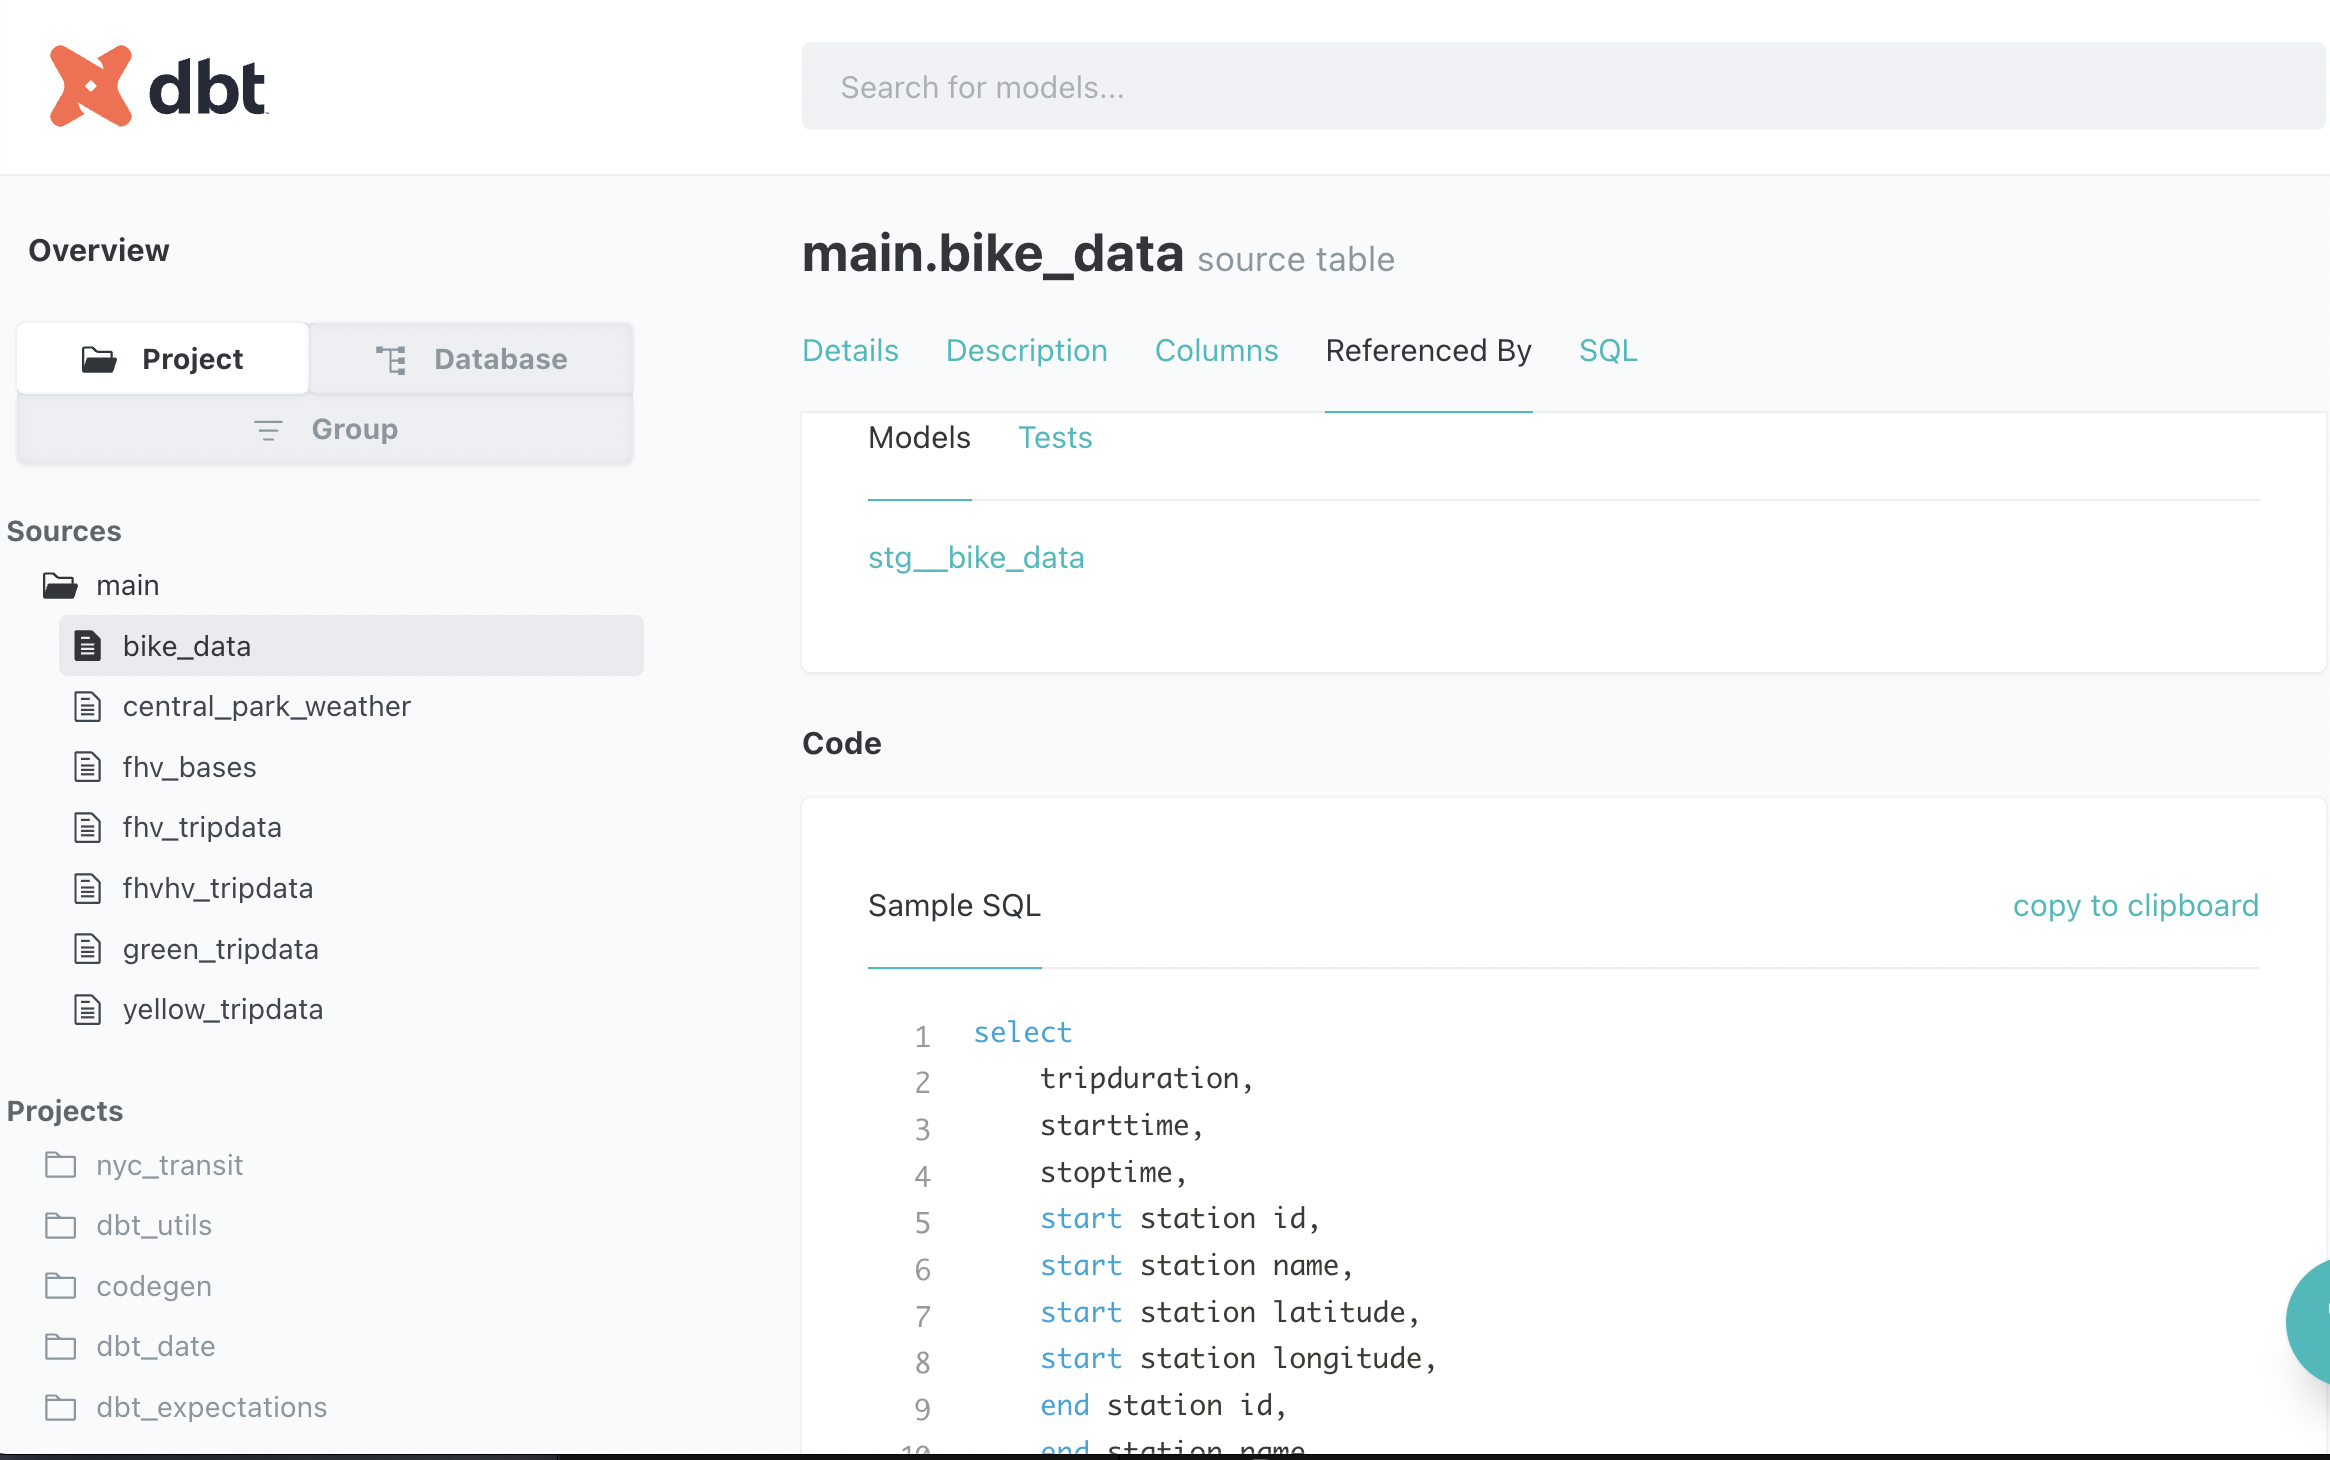 dbt
Search for models...
Overview
Project
Database
Group
Sources
main
bike_data
central_park_weather
fhv_bases
fhv_tripdata
fhvhv_tripdata
green_tripdata
yellow_tripdata
Projects
nyc_transit
dbt_utils
codegen
dbt_date
dbt_expectations
main.bike_data source table
Details Description Columns Referenced By SQL
Models Tests
stg__bike_data
Code
Sample SQL copy to clipboard
1 select
2 tripduration,
3 starttime,
4 stoptime,
5 start station id,
6 start station name,
7 start station latitude,
8 start station longitude,
9 end station id,
10 end station name